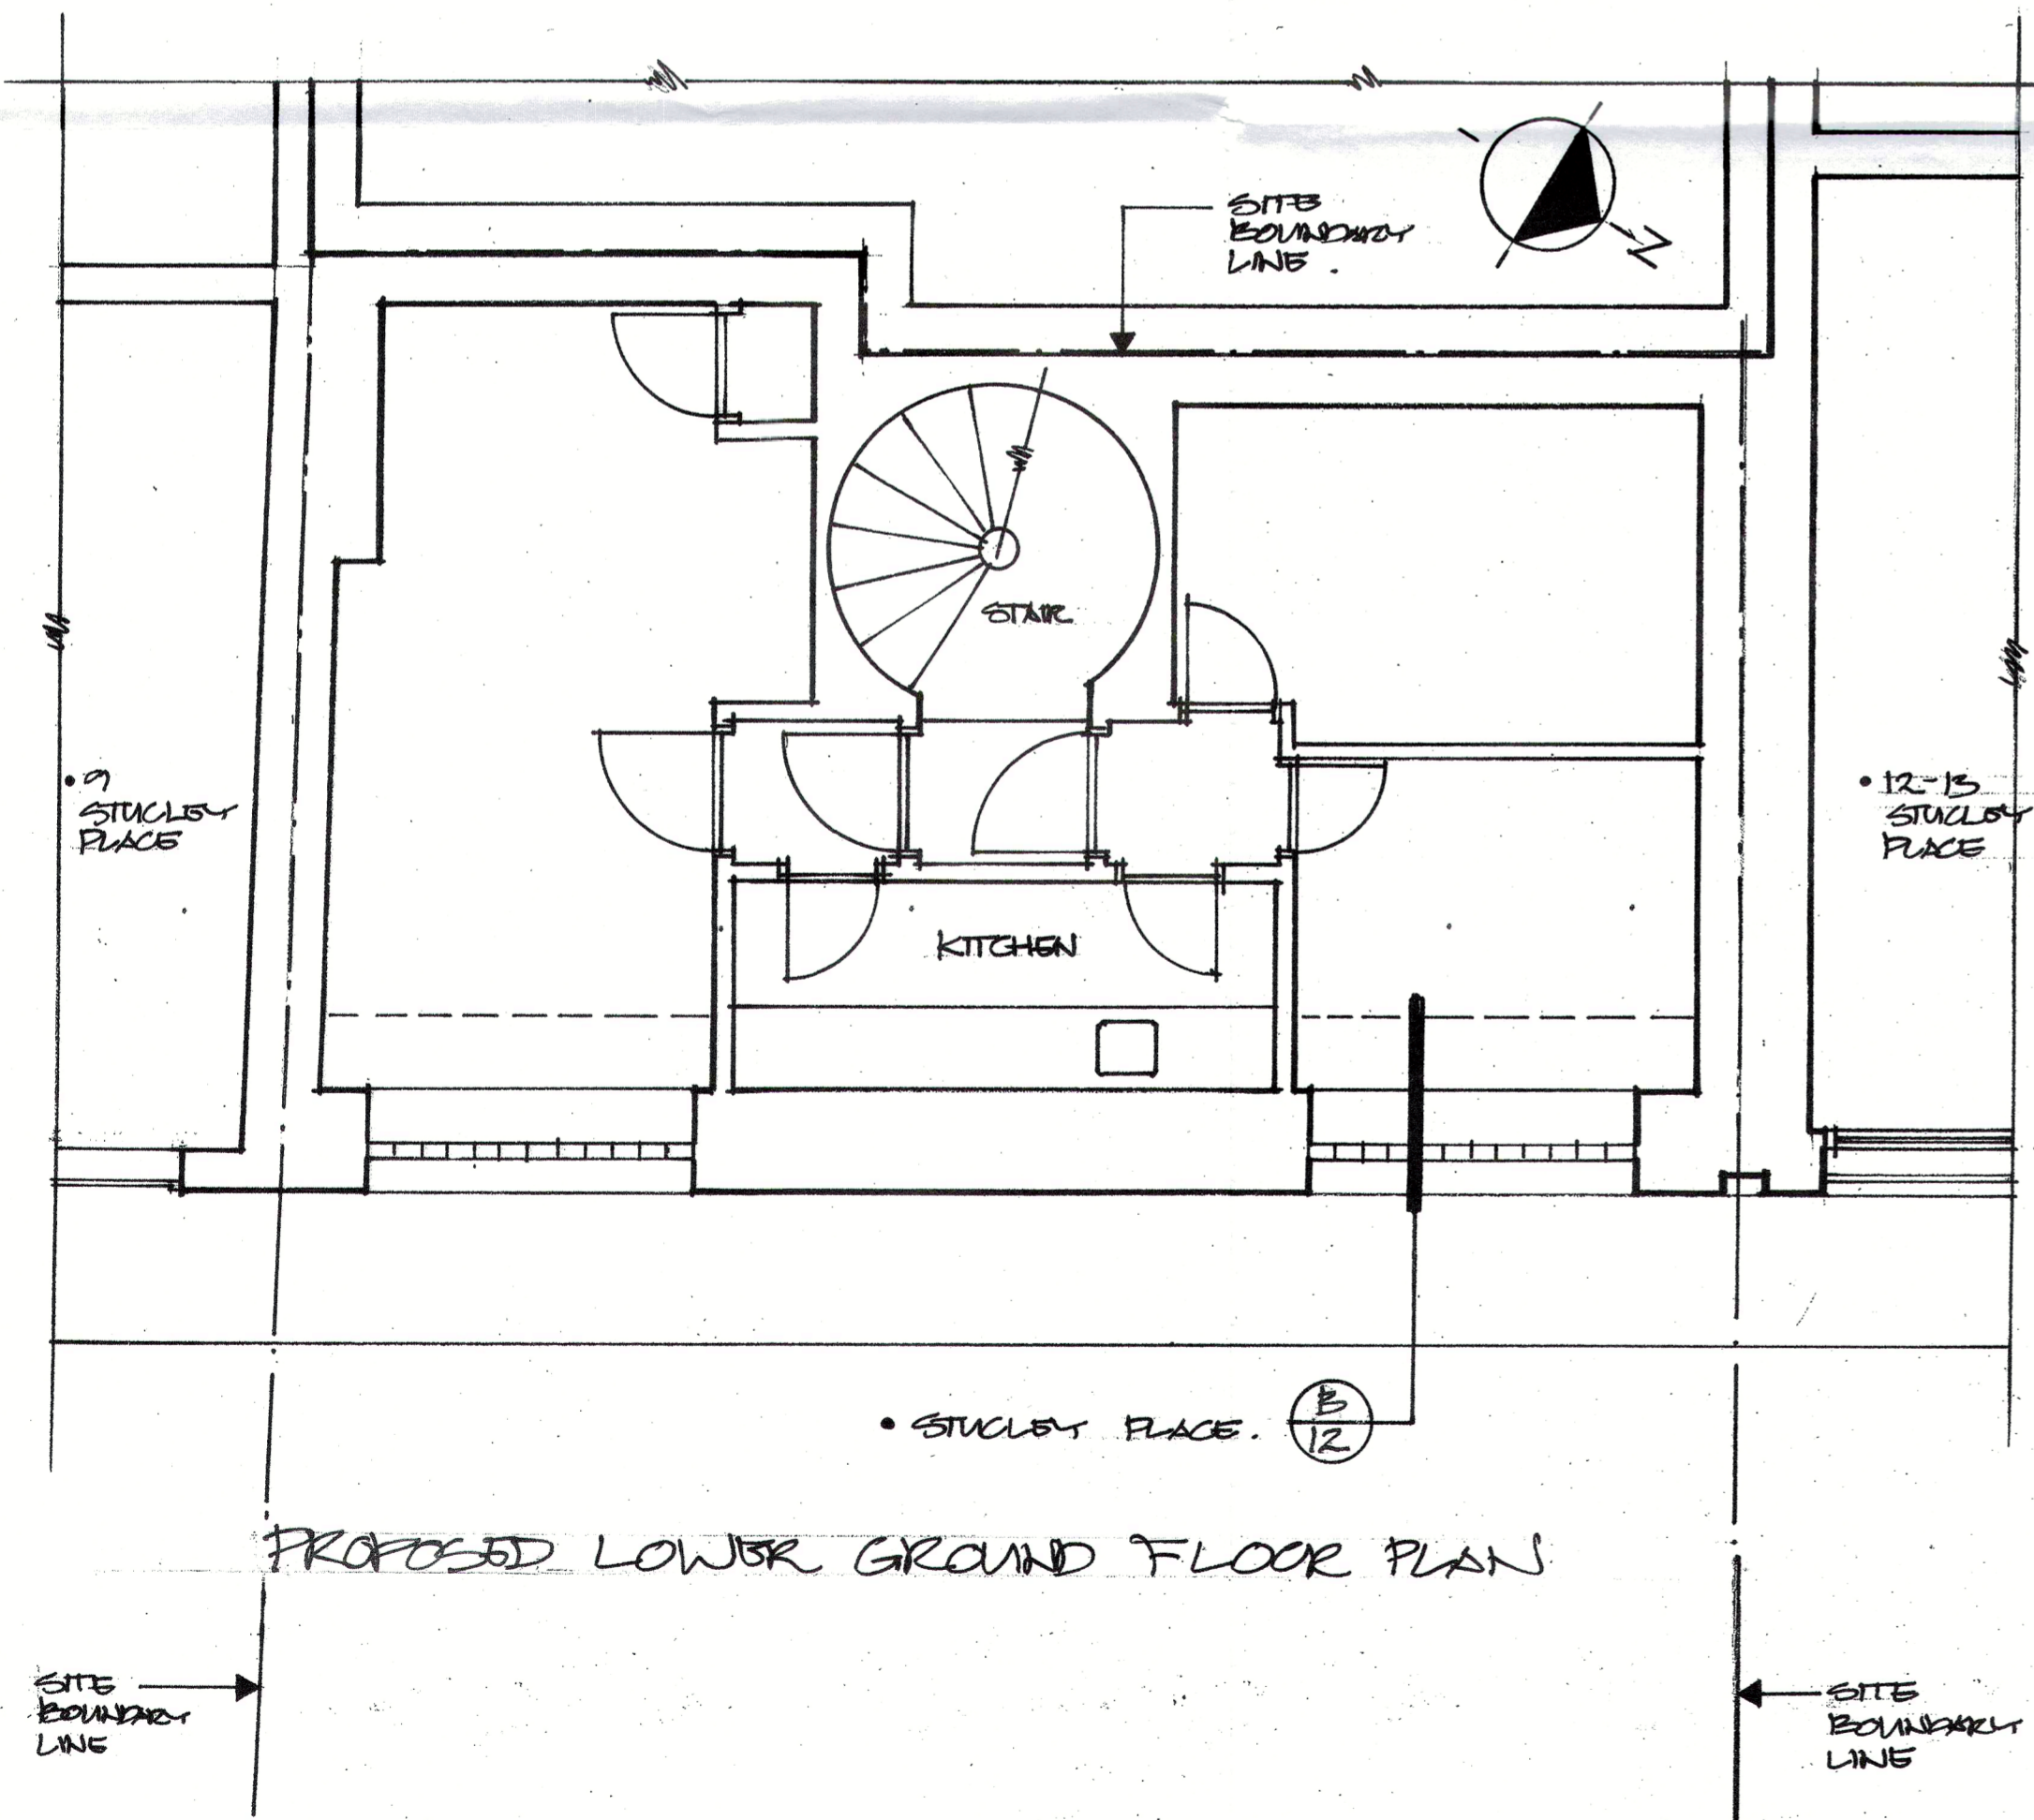 SITE
BOUNDARY
LINE.
N
STAIR
• 9
STUCLEY
PLACE
• 12-13
STUCLEY
PLACE
KITCHEN
• STUCLEY PLACE.
B
12
PROPOSED LOWER GROUND FLOOR PLAN
SITE
BOUNDARY
LINE
SITE
BOUNDARY
LINE